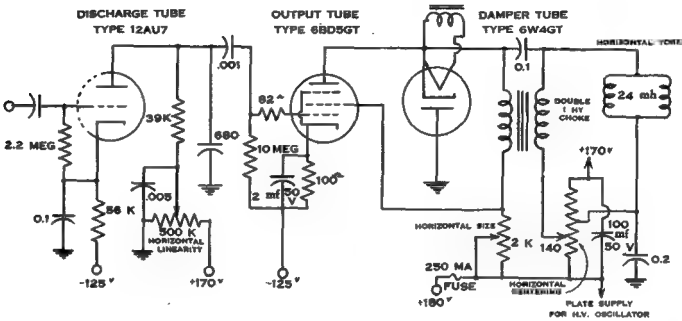 DISCHARGE TUBE
TYPE 12AU7
OUTPUT TUBE
TYPE 6BD5GT
DAMPER TUBE
TYPE 6W4GT
HORIZONTAL YOKE
.001
0.1
24 mh
39K
680
82~
DOUBLE
1 HY
CHOKE
2.2 MEG
10 MEG
100~
2 mf 50
V
+170V
.005
0.1
56 K
500 K
HORIZONTAL
LINEARITY
HORIZONTAL SIZE
2 K
140
100
mf
50 V
0.2
250 MA
FUSE
HORIZONTAL
CENTERING
-125V
+170V
-125V
+180V
PLATE SUPPLY
FOR H.V. OSCILLATOR